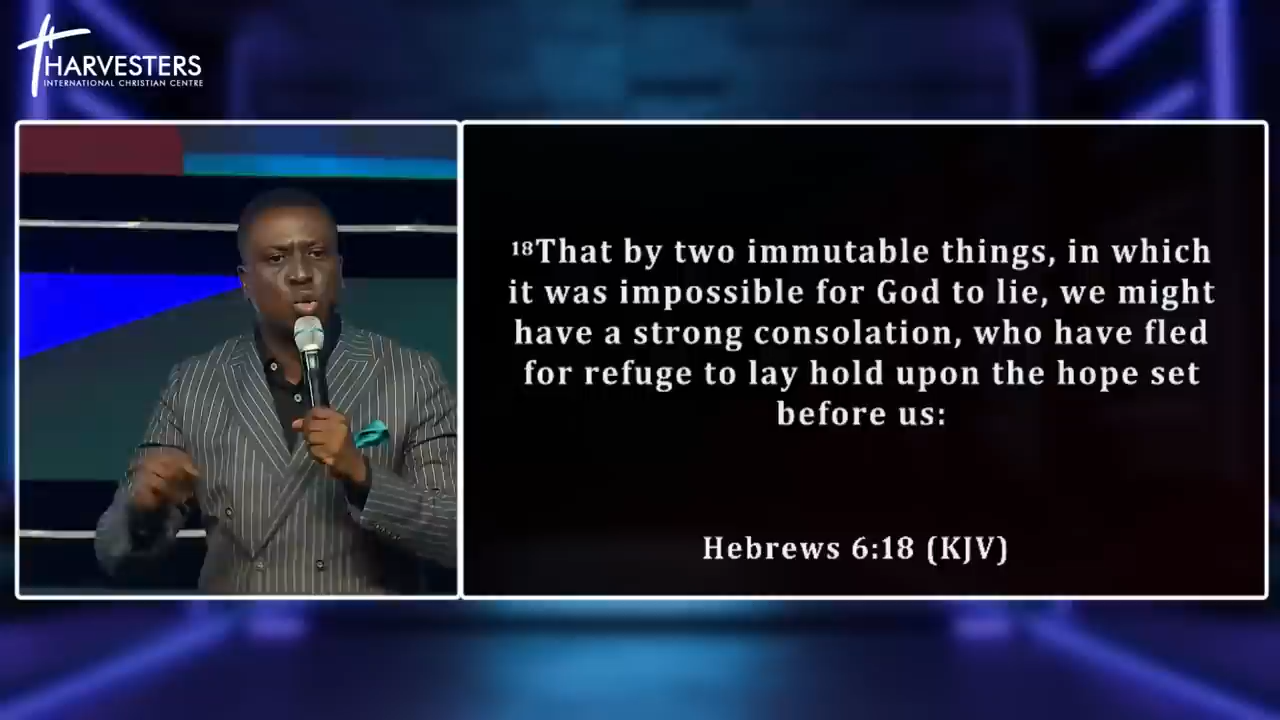 HARVESTERS
INTERNATIONAL CHRISTIAN CENTRE
¹⁸That by two immutable things, in which
it was impossible for God to lie, we might
have a strong consolation, who have fled
for refuge to lay hold upon the hope set
before us:
Hebrews 6:18 (KJV)